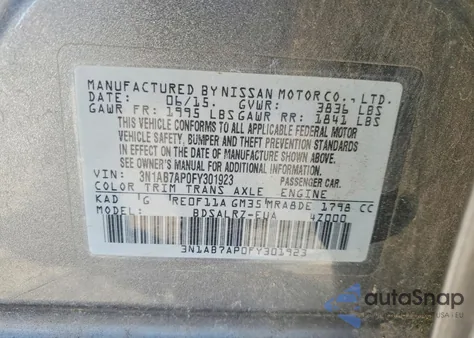 MANUFACTURED BY NISSAN MOTOR CO., LTD.
DATE: 06/15. GVWR: 3836 LBS
GAWR FR: 1995 LBS GAWR RR: 1841 LBS
THIS VEHICLE CONFORMS TO ALL APPLICABLE FEDERAL MOTOR
VEHICLE SAFETY, BUMPER AND THEFT PREVENTION STANDARDS
IN EFFECT ON THE DATE OF MANUFACTURE SHOWN ABOVE.
SEE OWNER'S MANUAL FOR ADDITIONAL INFORMATION.
VIN: 3N1AB7AP0FY301923 PASSENGER CAR.
COLOR TRIM TRANS AXLE ENGINE
KAD 'G RE0F11A GM35 MRA8DE 1798 CC
MODEL: BDSALRZ-EUA 4Z000
3N1AB7AP0FY301923
autoSnap